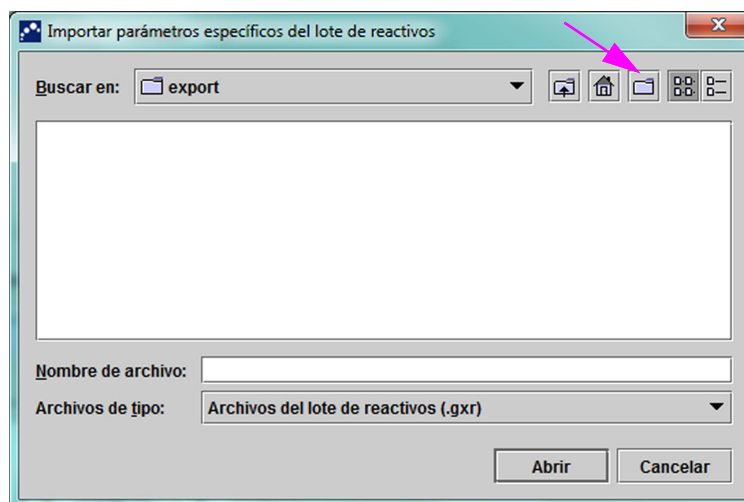 Importar parámetros específicos del lote de reactivos
Buscar en: export
Nombre de archivo:
Archivos de tipo: Archivos del lote de reactivos (.gxr)
Abrir Cancelar